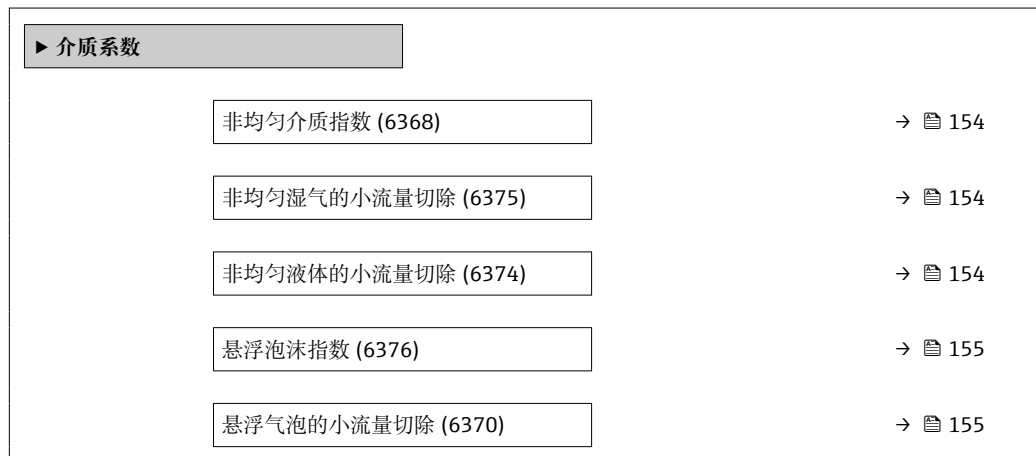 ▶ 介质系数
非均匀介质指数 (6368) → 154
非均匀湿气的小流量切除 (6375) → 154
非均匀液体的小流量切除 (6374) → 154
悬浮泡沫指数 (6376) → 155
悬浮气泡的小流量切除 (6370) → 155